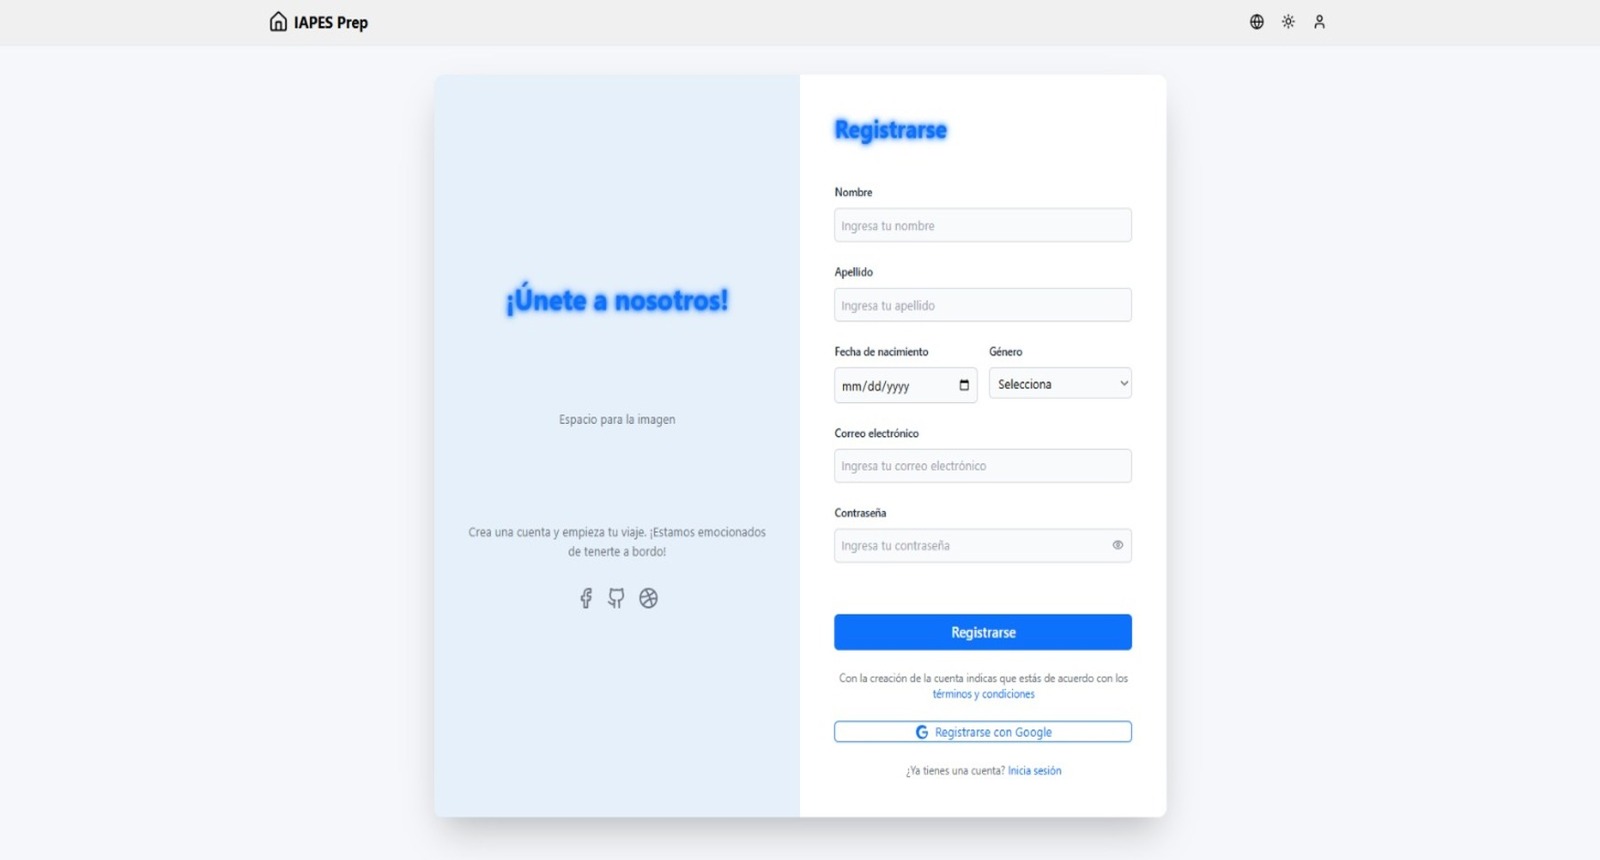 IAPES Prep
¡Únete a nosotros!
Espacio para la imagen
Crea una cuenta y empieza tu viaje. ¡Estamos emocionados
de tenerte a bordo!
Registrarse
Nombre
Ingresa tu nombre
Apellido
Ingresa tu apellido
Fecha de nacimiento
mm/dd/yyyy
Género
Selecciona
Correo electrónico
Ingresa tu correo electrónico
Contraseña
Ingresa tu contraseña
Registrarse
Con la creación de la cuenta indicas que estás de acuerdo con los
términos y condiciones
G Registrarse con Google
¿Ya tienes una cuenta? Inicia sesión